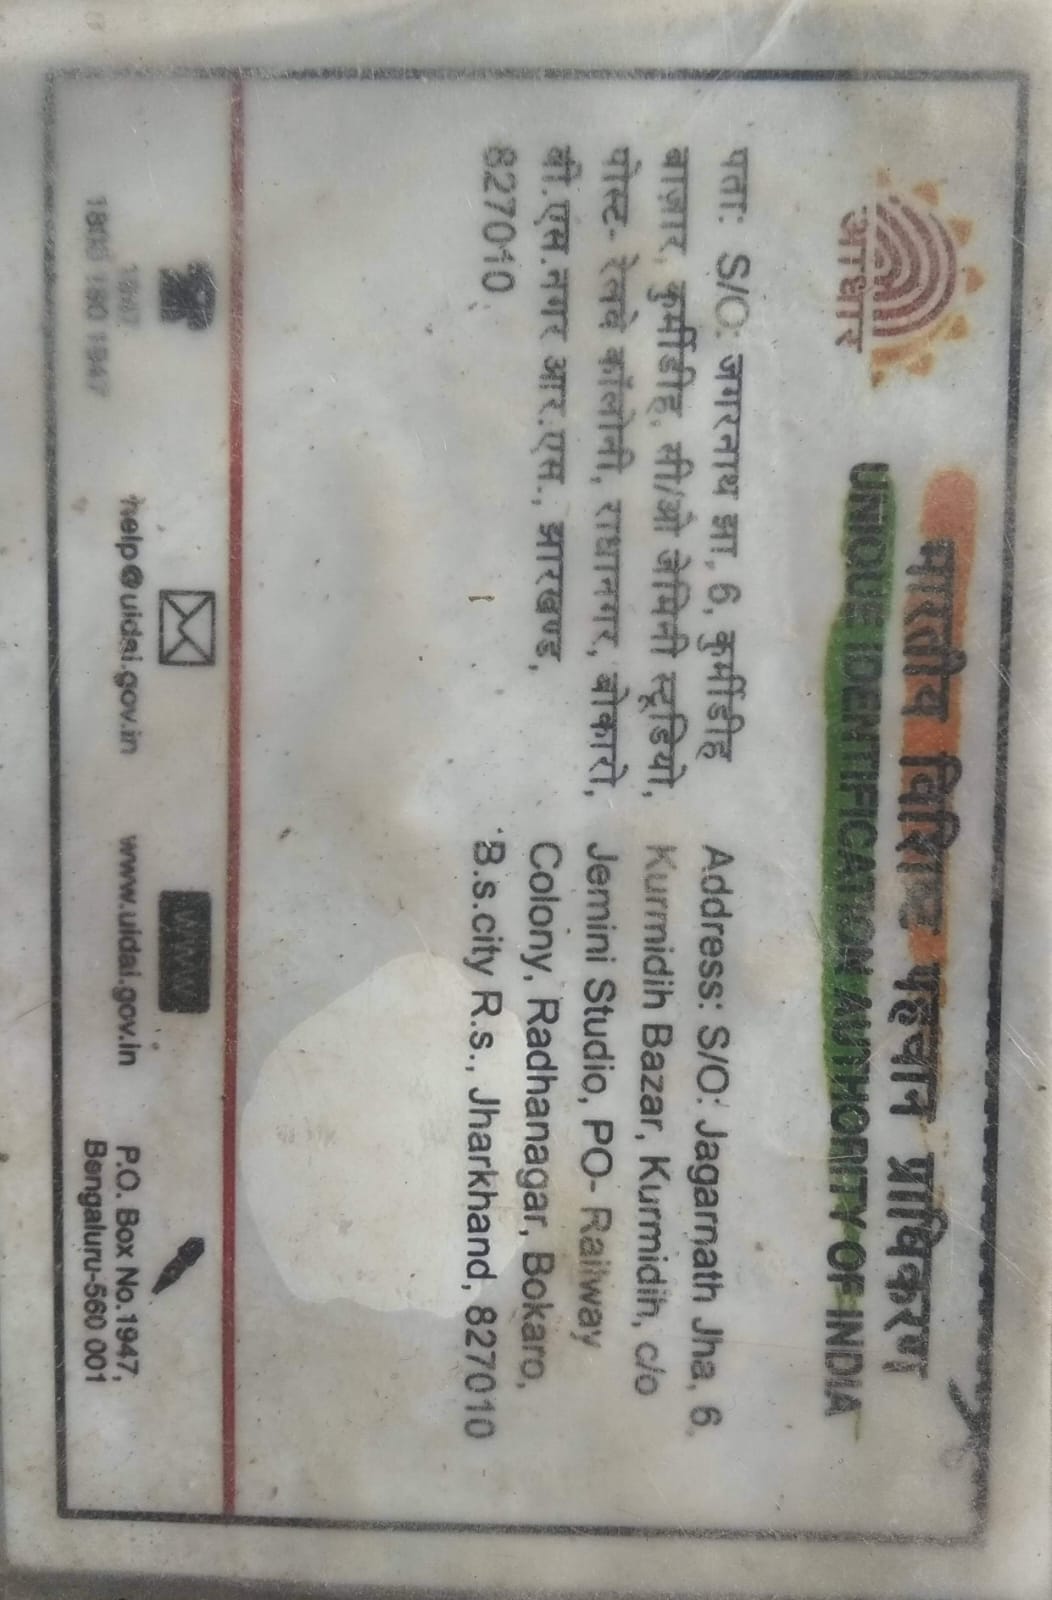 आधार
भारतीय विशिष्ट पहचान प्राधिकरण
UNIQUE IDENTIFICATION AUTHORITY OF INDIA
पता: S/O: जगरनाथ झा, 6, कुर्मीडीह
बाज़ार, कुर्मीडीह, सी/ओ जेमिनी स्टूडियो,
पोस्ट- रेलवे कॉलोनी, राधानगर, बोकारो,
बी.एस.नगर आर.एस., झारखण्ड,
827010
Address: S/O: Jagarnath Jha, 6,
Kurmidih Bazar, Kurmidih, c/o
Jemini Studio, PO- Railway
Colony, Radhanagar, Bokaro,
B.s.city R.s., Jharkhand, 827010
1947
1800 180 1947
help@uidai.gov.in
WWW
www.uidai.gov.in
P.O. Box No.1947,
Bengaluru-560 001